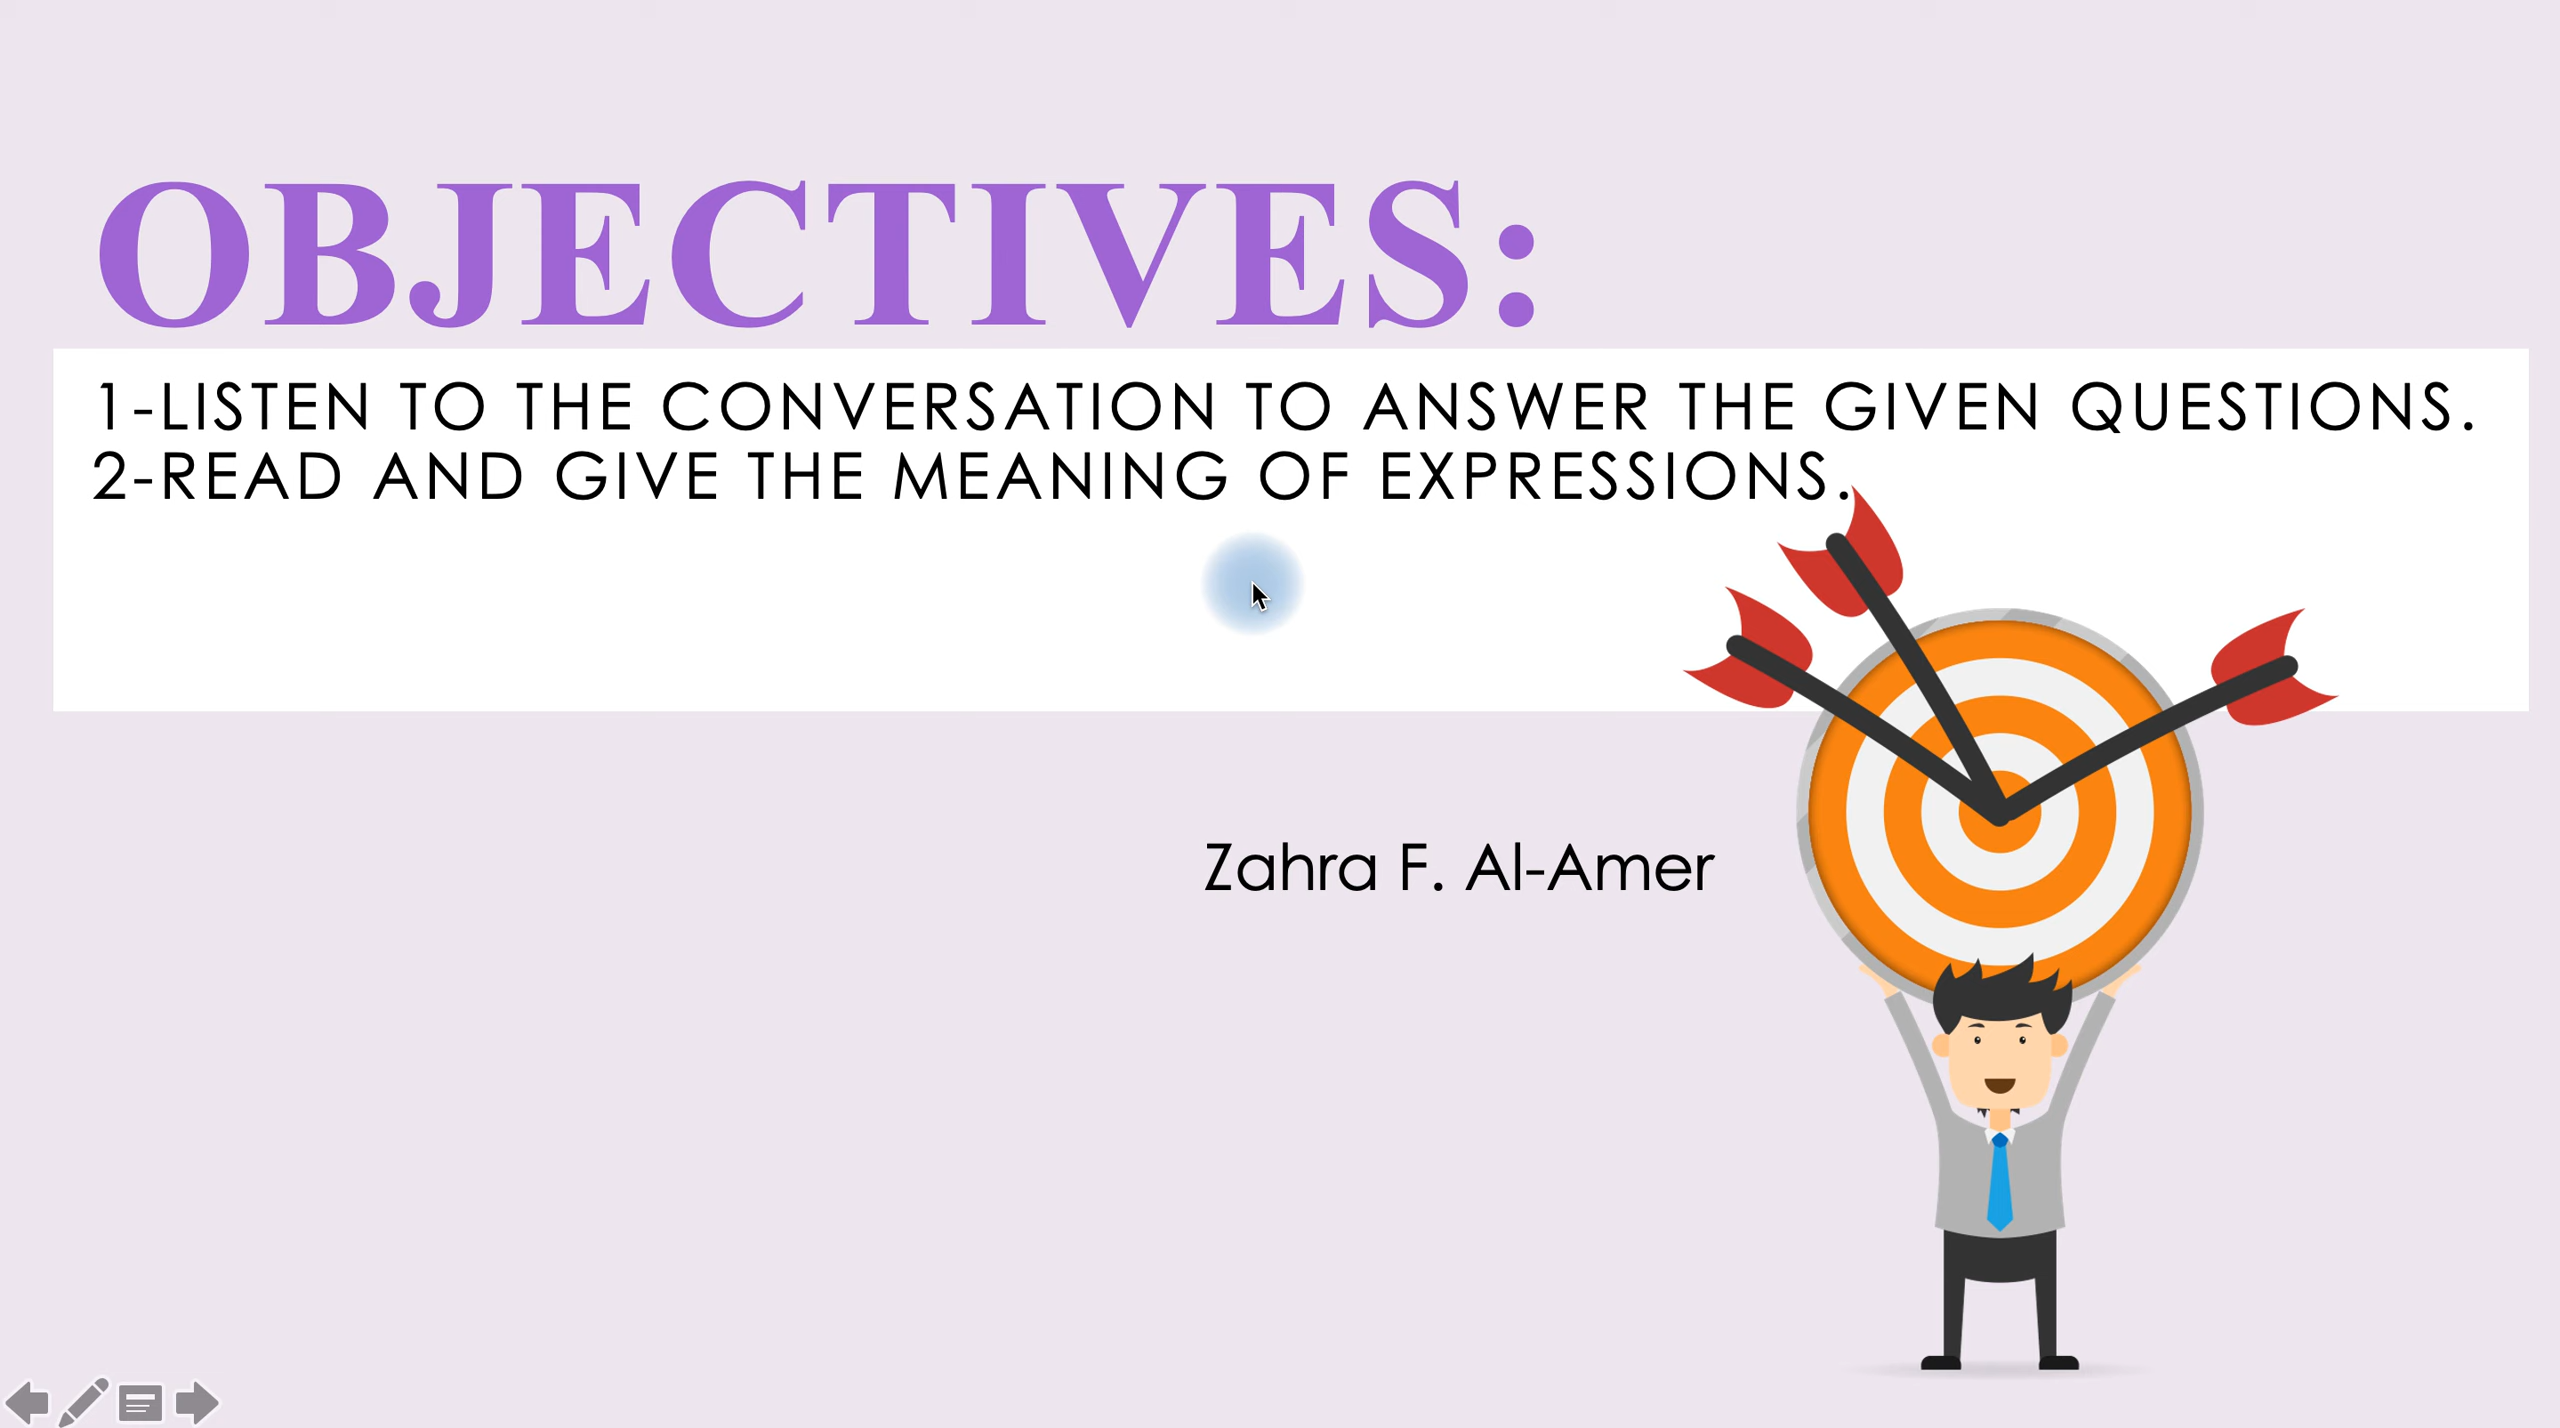 OBJECTIVES:
1-LISTEN TO THE CONVERSATION TO ANSWER THE GIVEN QUESTIONS.
2-READ AND GIVE THE MEANING OF EXPRESSIONS.
Zahra F. Al-Amer